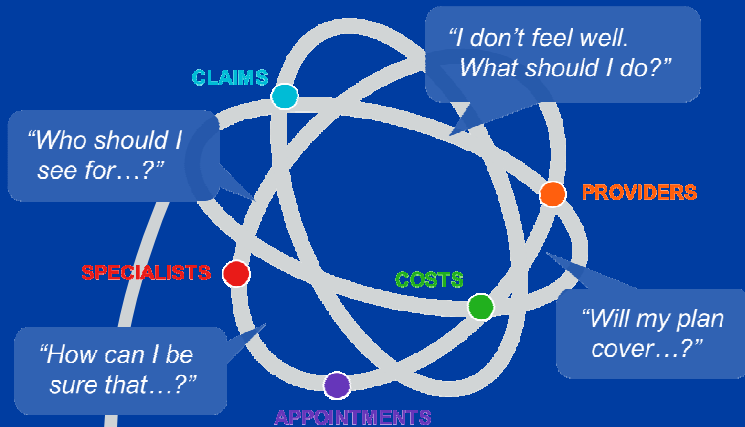 “I don’t feel well.
What should I do?”
CLAIMS
“Who should I
see for…?”
PROVIDERS
SPECIALISTS
COSTS
“Will my plan
cover…?”
“How can I be
sure that…?”
APPOINTMENTS